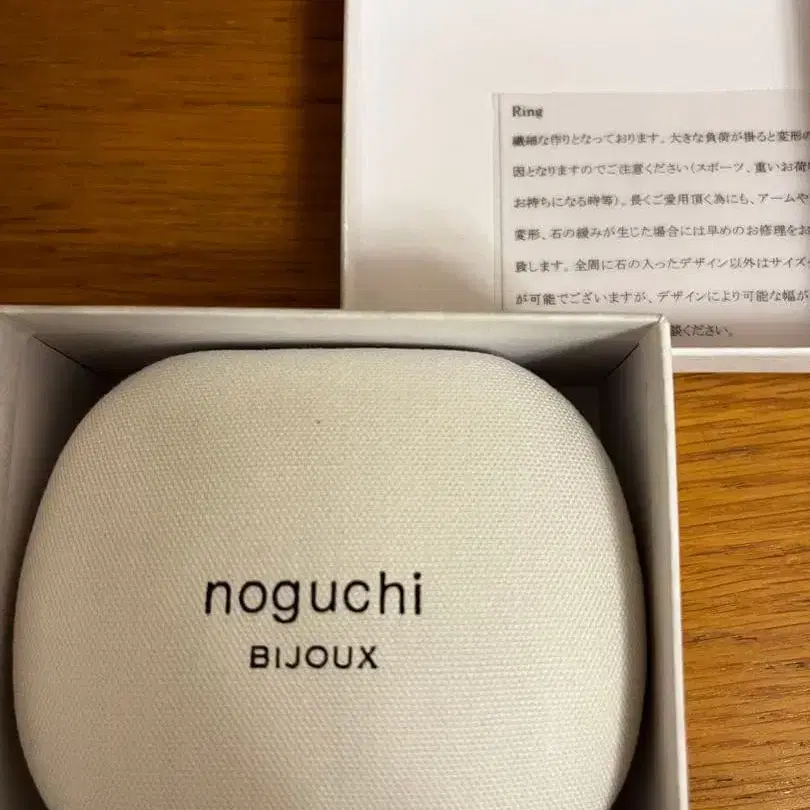 Ring
繊細な作りとなっております。大きな負荷が掛ると変形の
因となりますのでご注意ください(スポーツ、重いお荷
お持ちになる時等)。長くご愛用頂く為にも、アームや
変形、石の緩みが生じた場合には早めのお修理をお
致します。全周に石の入ったデザイン以外はサイズ
が可能でございますが、デザインにより可能な幅が
談ください。
noguchi
BIJOUX